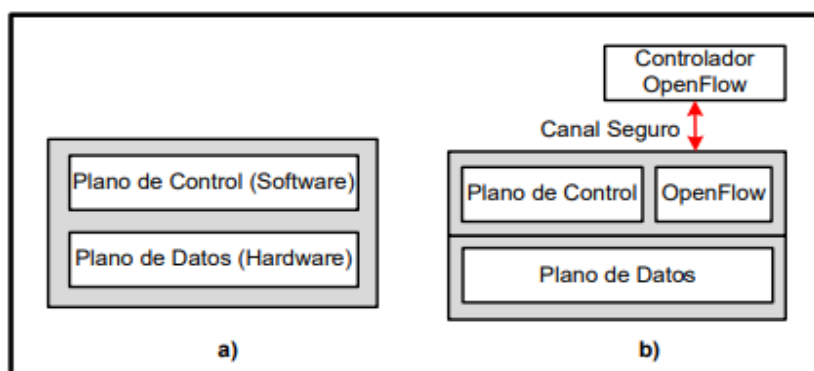 Plano de Control (Software)
Plano de Datos (Hardware)
a)
Controlador
OpenFlow
Canal Seguro
Plano de Control
OpenFlow
Plano de Datos
b)